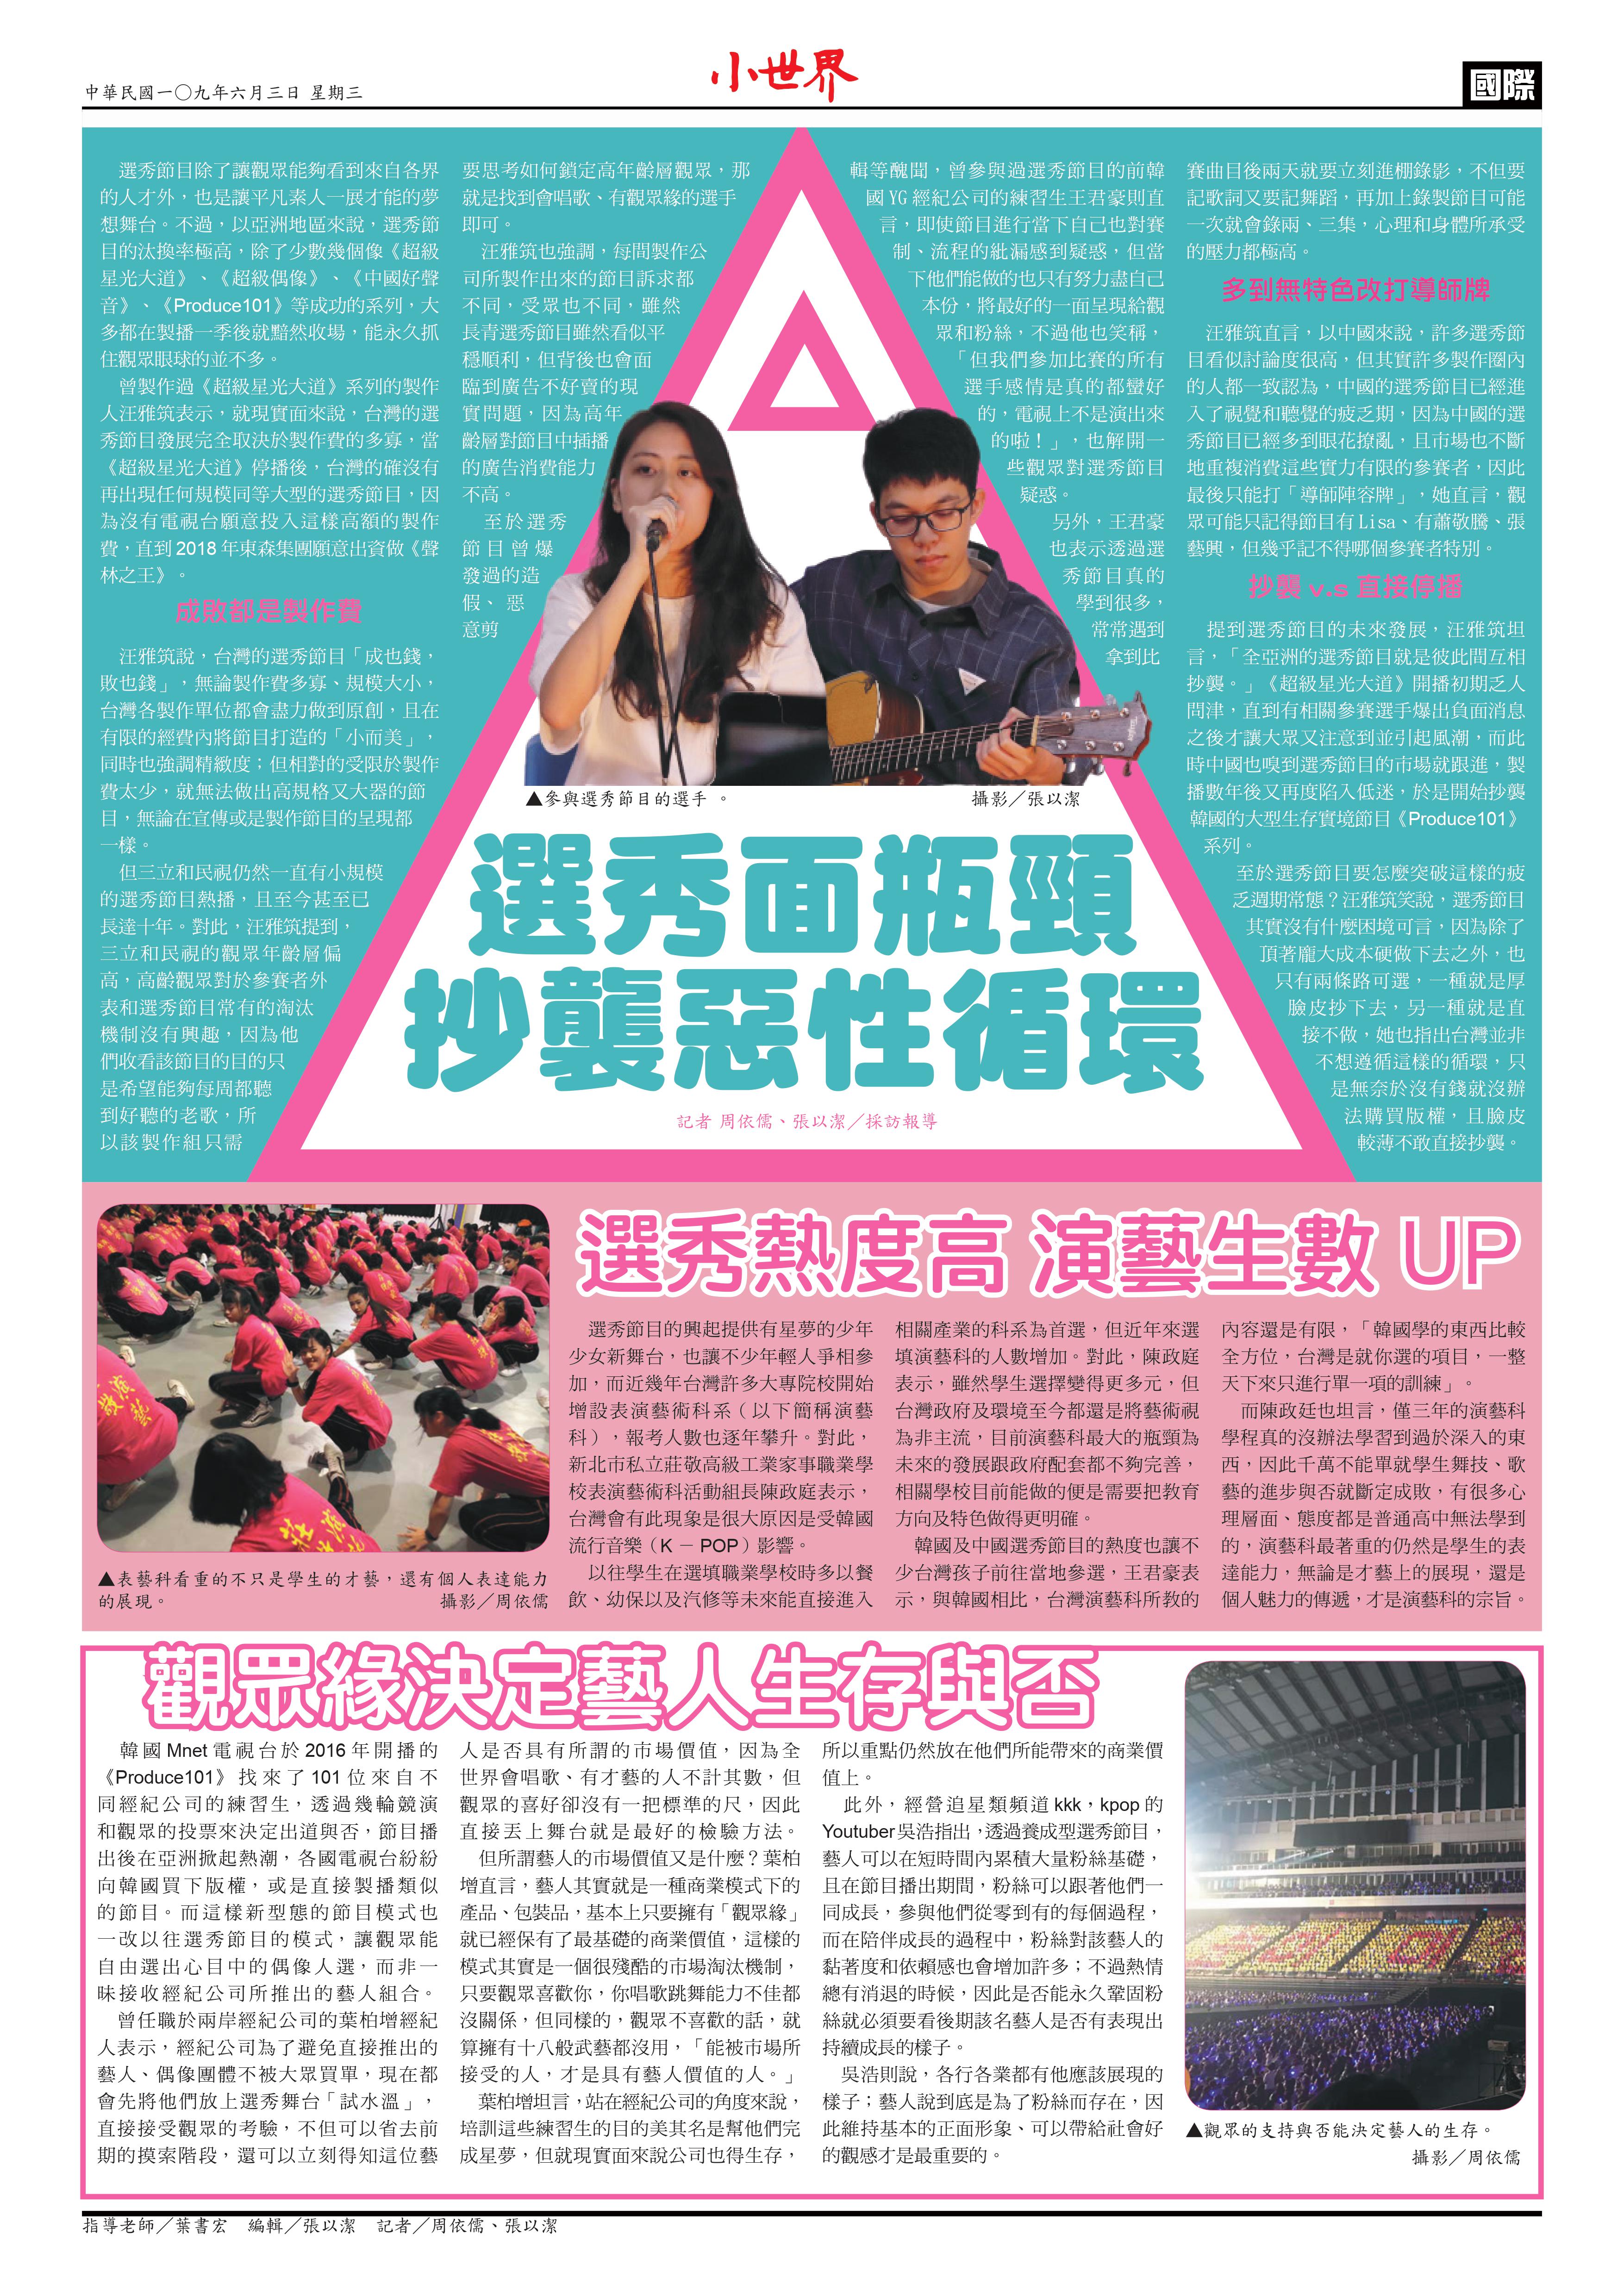 中華民國一〇九年六月三日 星期三
小世界
國際
選秀節目除了讓觀眾能夠看到來自各界
的人才外，也是讓平凡素人一展才能的夢
想舞台。不過，以亞洲地區來說，選秀節
目的汰換率極高，除了少數幾個像《超級
星光大道》、《超級偶像》、《中國好聲
音》、《Produce101》等成功的系列，大
多都在製播一季後就黯然收場，能永久抓
住觀眾眼球的並不多。
曾製作過《超級星光大道》系列的製作
人汪雅筑表示，就現實面來說，台灣的選
秀節目發展完全取決於製作費的多寡，當
《超級星光大道》停播後，台灣的確沒有
再出現任何規模同等大型的選秀節目，因
為沒有電視台願意投入這樣高額的製作
費，直到 2018 年東森集團願意出資做《聲
林之王》。
成敗都是製作費
汪雅筑說，台灣的選秀節目「成也錢，
敗也錢」，無論製作費多寡、規模大小，
台灣各製作單位都會盡力做到原創，且在
有限的經費內將節目打造的「小而美」，
同時也強調精緻度；但相對的受限於製作
費太少，就無法做出高規格又大器的節
目，無論在宣傳或是製作節目的呈現都
一樣。
但三立和民視仍然一直有小規模
的選秀節目熱播，且至今甚至已
長達十年。對此，汪雅筑提到，
三立和民視的觀眾年齡層偏
高，高齡觀眾對於參賽者外
表和選秀節目常有的淘汰
機制沒有興趣，因為他
們收看該節目的目的只
是希望能夠每周都聽
到好聽的老歌，所
以該製作組只需
要思考如何鎖定高年齡層觀眾，那
就是找到會唱歌、有觀眾緣的選手
即可。
汪雅筑也強調，每間製作公
司所製作出來的節目訴求都
不同，受眾也不同，雖然
長青選秀節目雖然看似平
穩順利，但背後也會面
臨到廣告不好賣的現
實問題，因為高年
齡層對節目中插播
的廣告消費能力
不高。
至於選秀
節目曾爆
發過的造
假、惡
意剪
輯等醜聞，曾參與過選秀節目的前韓
國 YG 經紀公司的練習生王君豪則直
言，即使節目進行當下自己也對賽
制、流程的紕漏感到疑惑，但當
下他們能做的也只有努力盡自己
本份，將最好的一面呈現給觀
眾和粉絲，不過他也笑稱，
「但我們參加比賽的所有
選手感情是真的都蠻好
的，電視上不是演出來
的啦！」，也解開一
些觀眾對選秀節目
疑惑。
另外，王君豪
也表示透過選
秀節目真的
學到很多，
常常遇到
拿到比
賽曲目後兩天就要立刻進棚錄影，不但要
記歌詞又要記舞蹈，再加上錄製節目可能
一次就會錄兩、三集，心理和身體所承受
的壓力都極高。
多到無特色改打導師牌
汪雅筑直言，以中國來說，許多選秀節
目看似討論度很高，但其實許多製作圈內
的人都一致認為，中國的選秀節目已經進
入了視覺和聽覺的疲乏期，因為中國的選
秀節目已經多到眼花撩亂，且市場也不斷
地重複消費這些實力有限的參賽者，因此
最後只能打「導師陣容牌」，她直言，觀
眾可能只記得節目有 Lisa、有蕭敬騰、張
藝興，但幾乎記不得哪個參賽者特別。
抄襲 v.s 直接停播
提到選秀節目的未來發展，汪雅筑坦
言，「全亞洲的選秀節目就是彼此間互相
抄襲。」《超級星光大道》開播初期乏人
問津，直到有相關參賽選手爆出負面消息
之後才讓大眾又注意到並引起風潮，而此
時中國也嗅到選秀節目的市場就跟進，製
播數年後又再度陷入低迷，於是開始抄襲
韓國的大型生存實境節目《Produce101》
系列。
至於選秀節目要怎麼突破這樣的疲
乏週期常態？汪雅筑笑說，選秀節目
其實沒有什麼困境可言，因為除了
頂著龐大成本硬做下去之外，也
只有兩條路可選，一種就是厚
臉皮抄下去，另一種就是直
接不做，她也指出台灣並非
不想遵循這樣的循環，只
是無奈於沒有錢就沒辦
法購買版權，且臉皮
較薄不敢直接抄襲。
▲參與選秀節目的選手 。 攝影／張以潔
選秀面瓶頸
抄襲惡性循環
記者 周依儒、張以潔／採訪報導
選秀熱度高 演藝生數 UP
選秀節目的興起提供有星夢的少年
少女新舞台，也讓不少年輕人爭相參
加，而近幾年台灣許多大專院校開始
增設表演藝術科系（以下簡稱演藝
科），報考人數也逐年攀升。對此，
新北市私立莊敬高級工業家事職業學
校表演藝術科活動組長陳政庭表示，
台灣會有此現象是很大原因是受韓國
流行音樂（K － POP）影響。
以往學生在選填職業學校時多以餐
飲、幼保以及汽修等未來能直接進入
相關產業的科系為首選，但近年來選
填演藝科的人數增加。對此，陳政庭
表示，雖然學生選擇變得更多元，但
台灣政府及環境至今都還是將藝術視
為非主流，目前演藝科最大的瓶頸為
未來的發展跟政府配套都不夠完善，
相關學校目前能做的便是需要把教育
方向及特色做得更明確。
韓國及中國選秀節目的熱度也讓不
少台灣孩子前往當地參選，王君豪表
示，與韓國相比，台灣演藝科所教的
內容還是有限，「韓國學的東西比較
全方位，台灣是就你選的項目，一整
天下來只進行單一項的訓練」。
而陳政廷也坦言，僅三年的演藝科
學程真的沒辦法學習到過於深入的東
西，因此千萬不能單就學生舞技、歌
藝的進步與否就斷定成敗，有很多心
理層面、態度都是普通高中無法學到
的，演藝科最著重的仍然是學生的表
達能力，無論是才藝上的展現，還是
個人魅力的傳遞，才是演藝科的宗旨。
▲表藝科看重的不只是學生的才藝，還有個人表達能力
的展現。 攝影／周依儒
觀眾緣決定藝人生存與否
韓國 Mnet 電視台於 2016 年開播的
《Produce101》找來了 101 位來自不
同經紀公司的練習生，透過幾輪競演
和觀眾的投票來決定出道與否，節目播
出後在亞洲掀起熱潮，各國電視台紛紛
向韓國買下版權，或是直接製播類似
的節目。而這樣新型態的節目模式也
一改以往選秀節目的模式，讓觀眾能
自由選出心目中的偶像人選，而非一
味接收經紀公司所推出的藝人組合。
曾任職於兩岸經紀公司的葉柏增經紀
人表示，經紀公司為了避免直接推出的
藝人、偶像團體不被大眾買單，現在都
會先將他們放上選秀舞台「試水溫」，
直接接受觀眾的考驗，不但可以省去前
期的摸索階段，還可以立刻得知這位藝
人是否具有所謂的市場價值，因為全
世界會唱歌、有才藝的人不計其數，但
觀眾的喜好卻沒有一把標準的尺，因此
直接丟上舞台就是最好的檢驗方法。
但所謂藝人的市場價值又是什麼？葉柏
增直言，藝人其實就是一種商業模式下的
產品、包裝品，基本上只要擁有「觀眾緣」
就已經保有了最基礎的商業價值，這樣的
模式其實是一個很殘酷的市場淘汰機制，
只要觀眾喜歡你，你唱歌跳舞能力不佳都
沒關係，但同樣的，觀眾不喜歡的話，就
算擁有十八般武藝都沒用，「能被市場所
接受的人，才是具有藝人價值的人。」
葉柏增坦言，站在經紀公司的角度來說，
培訓這些練習生的目的美其名是幫他們完
成星夢，但就現實面來說公司也得生存，
所以重點仍然放在他們所能帶來的商業價
值上。
此外，經營追星類頻道 kkk，kpop 的
Youtuber 吳浩指出，透過養成型選秀節目，
藝人可以在短時間內累積大量粉絲基礎，
且在節目播出期間，粉絲可以跟著他們一
同成長，參與他們從零到有的每個過程，
而在陪伴成長的過程中，粉絲對該藝人的
黏著度和依賴感也會增加許多；不過熱情
總有消退的時候，因此是否能永久鞏固粉
絲就必須要看後期該名藝人是否有表現出
持續成長的樣子。
吳浩則說，各行各業都有他應該展現的
樣子；藝人說到底是為了粉絲而存在，因
此維持基本的正面形象、可以帶給社會好
的觀感才是最重要的。
▲觀眾的支持與否能決定藝人的生存。
攝影／周依儒
指導老師／葉書宏 編輯／張以潔 記者／周依儒、張以潔